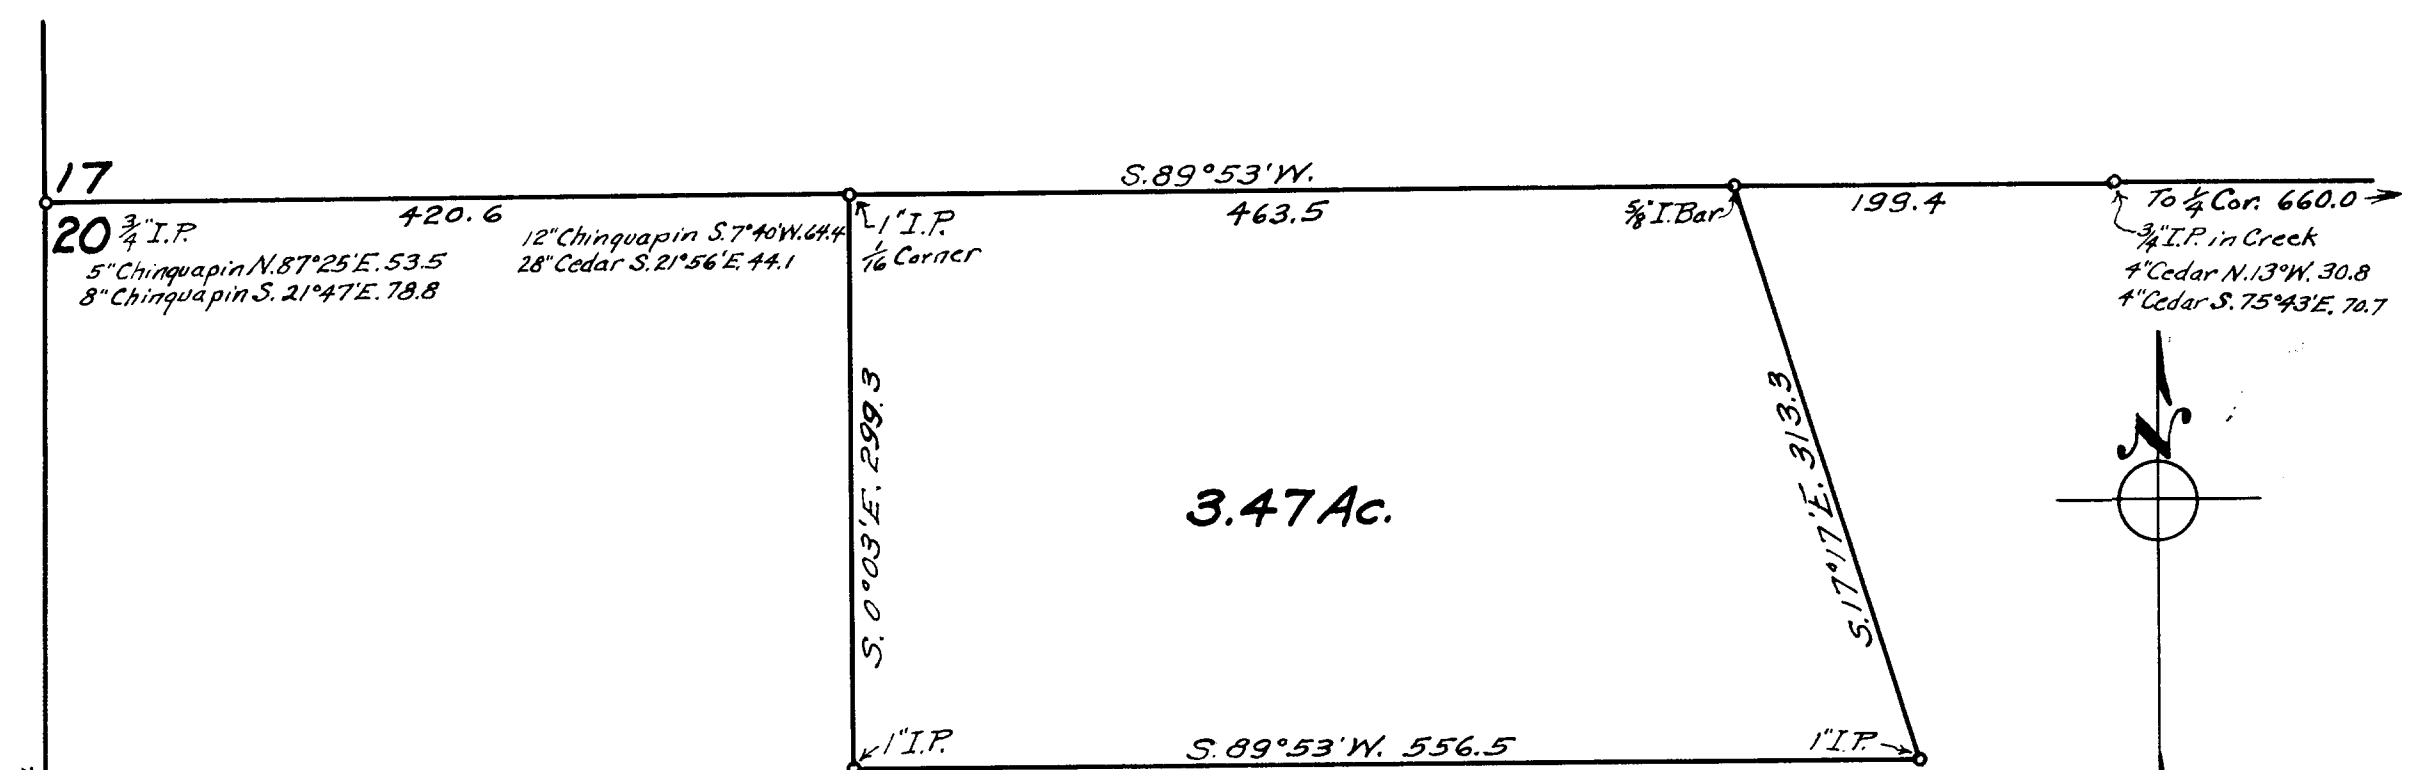 17
S.89°53'W.
20
3/4" I.P.
420.6
5" Chinquapin N.87°25'E. 53.5
8" Chinquapin S. 21°47'E. 78.8
12" Chinquapin S.7°40'W. 64.4
28" Cedar S. 21°56'E. 44.1
1" I.P.
1/16 Corner
463.5
5/8" I. Bar
199.4
To 1/4 Cor. 660.0
3/4" I.P. in Creek
4" Cedar N.13°W. 30.8
4" Cedar S. 75°43'E. 70.7
S. 0°03'E. 299.3
3.47 Ac.
S. 17°17'E. 313.3
N
1" I.P.
S. 89°53'W. 556.5
1" I.P.